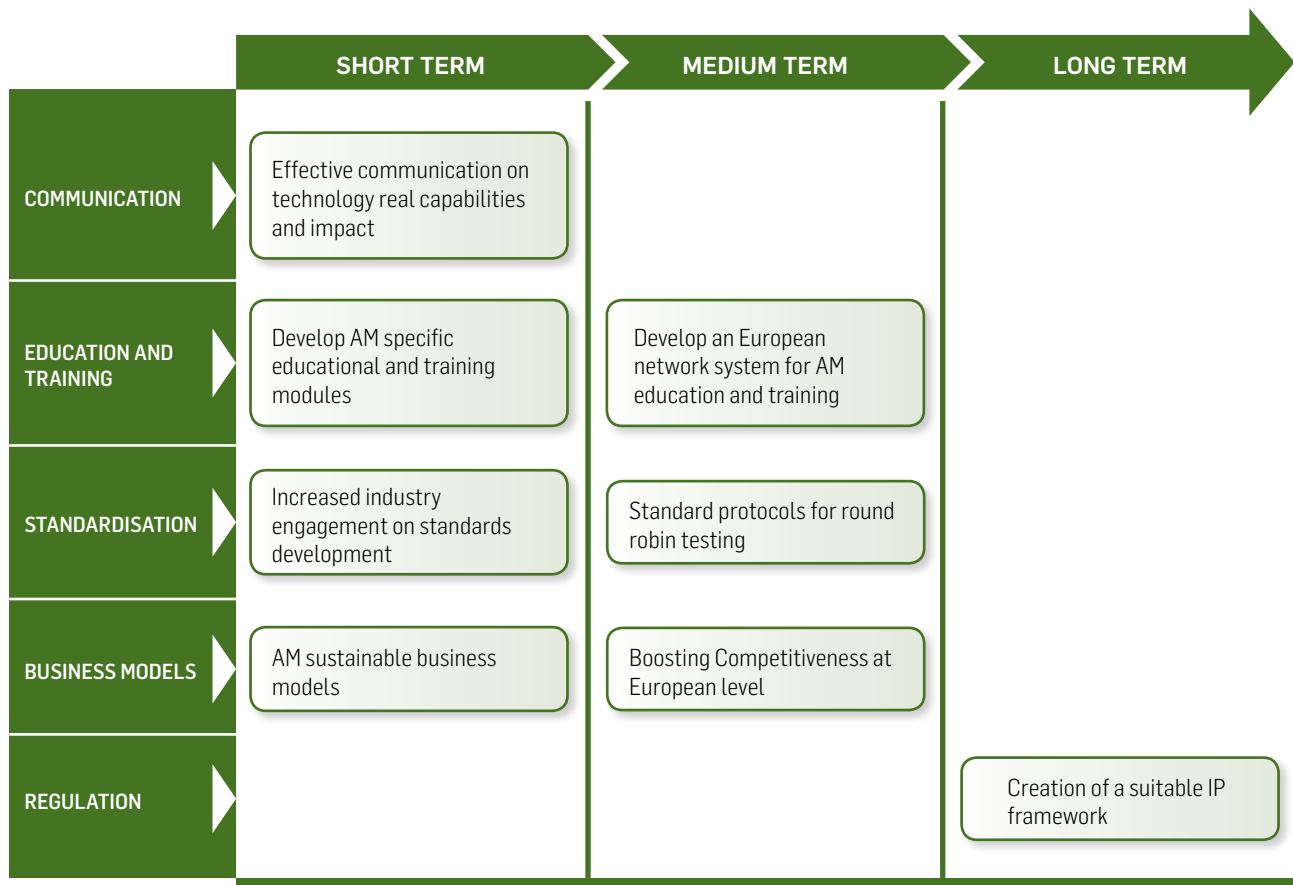 SHORT TERM
MEDIUM TERM
LONG TERM
COMMUNICATION
Effective communication on
technology real capabilities
and impact
EDUCATION AND
TRAINING
Develop AM specific
educational and training
modules
Develop an European
network system for AM
education and training
STANDARDISATION
Increased industry
engagement on standards
development
Standard protocols for round
robin testing
BUSINESS MODELS
AM sustainable business
models
Boosting Competitiveness at
European level
REGULATION
Creation of a suitable IP
framework